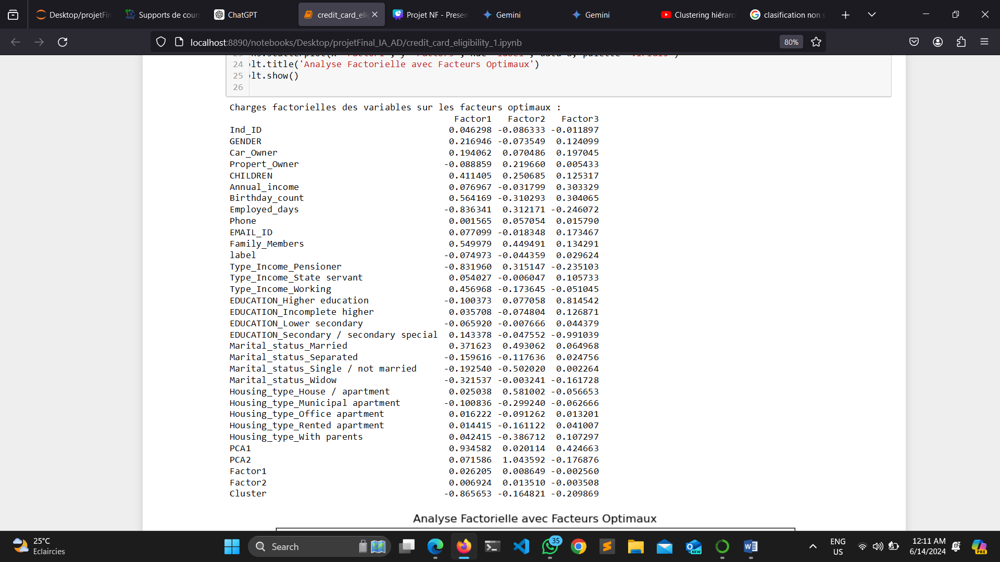 Desktop/projetFin
Supports de cours
ChatGPT
credit_card_elig
Projet NF - Presen
Gemini
Gemini
Clustering hiérarc
clasification non s
localhost:8890/notebooks/Desktop/projetFinal_IA_AD/credit_card_eligibility_1.ipynb
80%
24 plt.title('Analyse Factorielle avec Facteurs Optimaux')
25 plt.show()
26
Charges factorielles des variables sur les facteurs optimaux :
Factor1 Factor2 Factor3
Ind_ID 0.046298 -0.086333 -0.011897
GENDER 0.216946 -0.073549 0.124099
Car_Owner 0.194062 0.070486 0.197045
Propert_Owner -0.088859 0.219660 0.005433
CHILDREN 0.411405 0.250685 0.125317
Annual_income 0.076967 -0.031799 0.303329
Birthday_count 0.564169 -0.310293 0.304065
Employed_days -0.836341 0.312171 -0.246072
Phone 0.001565 0.057054 0.015790
EMAIL_ID 0.077099 -0.018348 0.173467
Family_Members 0.549979 0.449491 0.134291
label -0.074973 -0.044359 0.029624
Type_Income_Pensioner -0.831960 0.315147 -0.235103
Type_Income_State servant 0.054027 -0.006047 0.105733
Type_Income_Working 0.456968 -0.173645 -0.051045
EDUCATION_Higher education -0.100373 0.077058 0.814542
EDUCATION_Incomplete higher 0.035708 -0.074804 0.126871
EDUCATION_Lower secondary -0.065920 -0.007666 0.044379
EDUCATION_Secondary / secondary special 0.143378 -0.047552 -0.991039
Marital_status_Married 0.371623 0.493062 0.064968
Marital_status_Separated -0.159616 -0.117636 0.024756
Marital_status_Single / not married -0.192540 -0.502020 0.002264
Marital_status_Widow -0.321537 -0.003241 -0.161728
Housing_type_House / apartment 0.025038 0.581002 -0.056653
Housing_type_Municipal apartment -0.100836 -0.299240 -0.062666
Housing_type_Office apartment 0.016222 -0.091262 0.013201
Housing_type_Rented apartment 0.014415 -0.161122 0.041007
Housing_type_With parents 0.042415 -0.386712 0.107297
PCA1 0.934582 0.020114 0.424663
PCA2 0.071586 1.043592 -0.176876
Factor1 0.026205 0.008649 -0.002560
Factor2 0.006924 0.013510 -0.003508
Cluster -0.865653 -0.164821 -0.209869
Analyse Factorielle avec Facteurs Optimaux
25°C
Eclaircies
Search
35
NEW
ENG
US
12:11 AM
6/14/2024
PRE